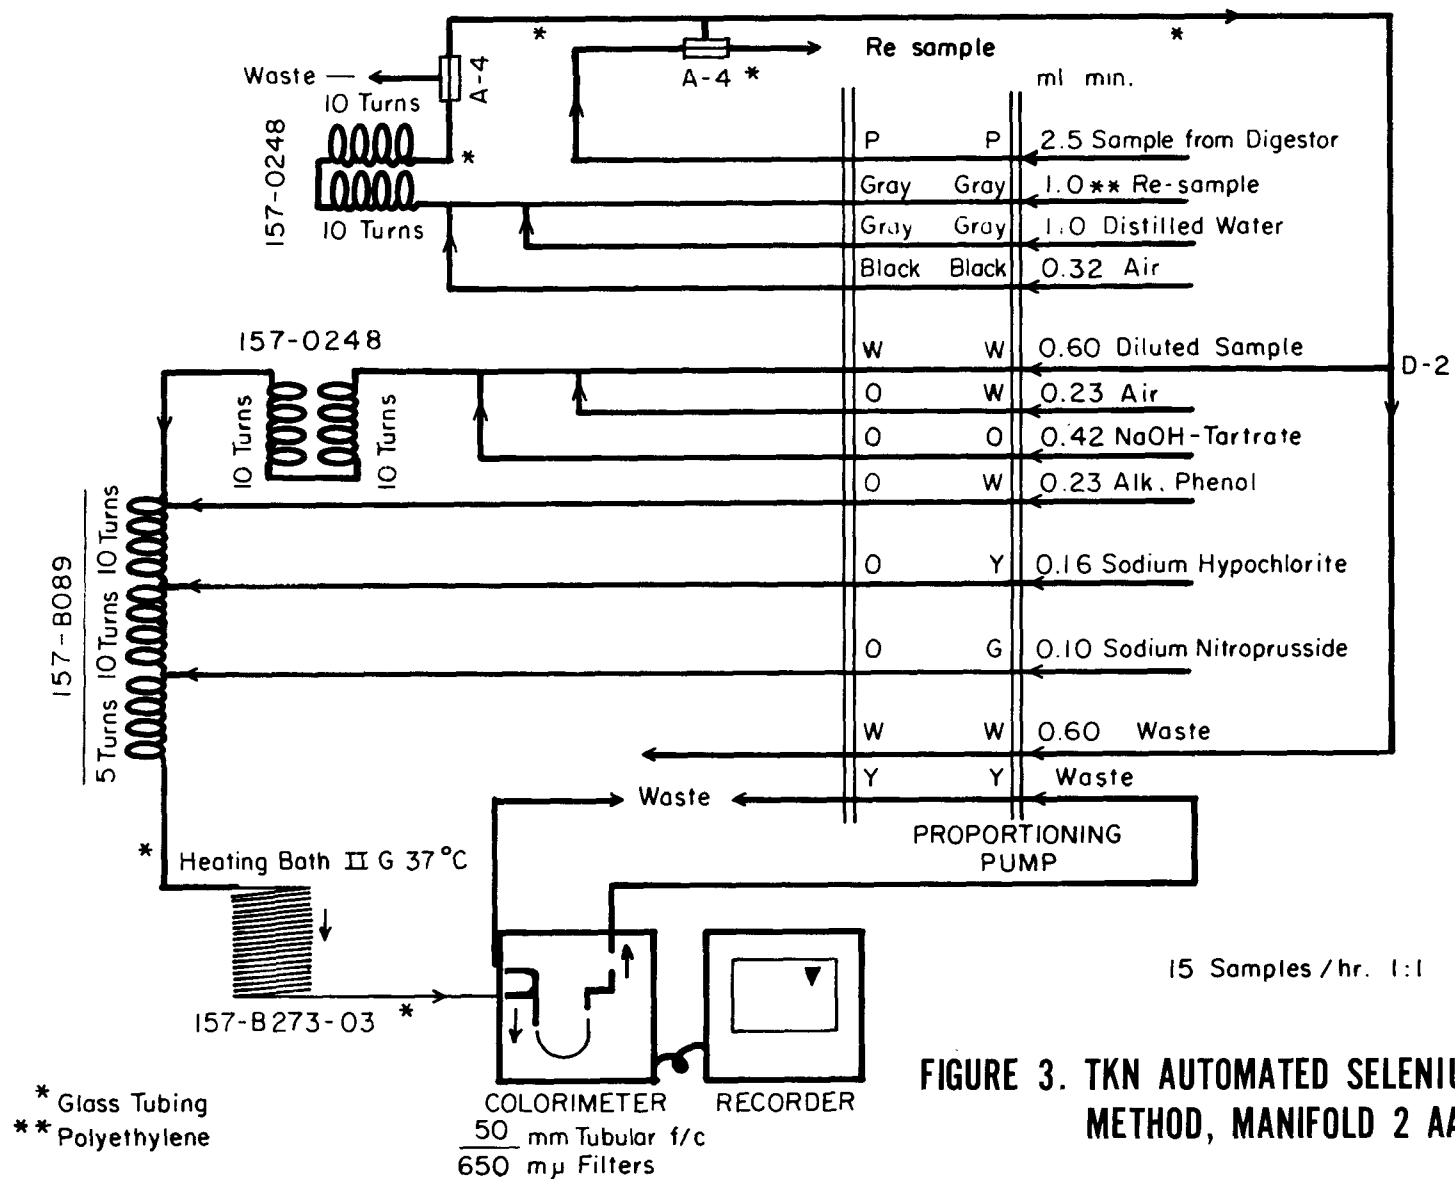 *
*
Re sample
Waste —
A-4
A-4 *
ml min.
10 Turns
157-0248
*
10 Turns
P P 2.5 Sample from Digestor
Gray Gray 1.0 ** Re-sample
Gray Gray 1.0 Distilled Water
Black Black 0.32 Air
157-0248
W W 0.60 Diluted Sample
D-2
O W 0.23 Air
10 Turns
10 Turns
O O 0.42 NaOH-Tartrate
O W 0.23 Alk. Phenol
157-B089
10 Turns
10 Turns
5 Turns
O Y 0.16 Sodium Hypochlorite
O G 0.10 Sodium Nitroprusside
W W 0.60 Waste
Y Y Waste
Waste
PROPORTIONING
PUMP
*
Heating Bath II G 37°C
15 Samples/hr. 1:1
157-B273-03 *
* Glass Tubing
** Polyethylene
COLORIMETER
50 mm Tubular f/c
650 mµ Filters
RECORDER
FIGURE 3. TKN AUTOMATED
METHOD, MANIFOLD 2